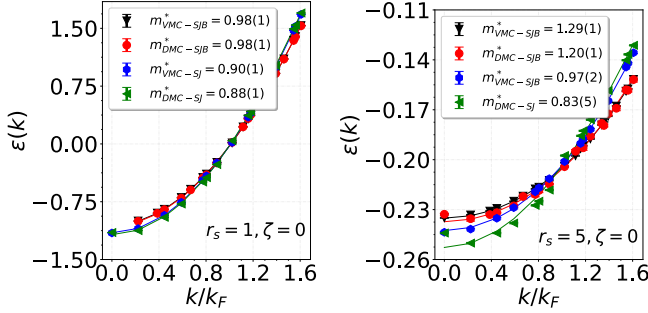 ε(k)
1.50
0.75
0.00
−0.75
−1.50
m*VMC−SJB = 0.98(1)
m*DMC−SJB = 0.98(1)
m*VMC−SJ = 0.90(1)
m*DMC−SJ = 0.88(1)
rs = 1, ζ = 0
0.0 0.4 0.8 1.2 1.6
k/kF
ε(k)
−0.13
−0.17
−0.20
−0.23
−0.26
m*VMC−SJB = 1.29(1)
m*DMC−SJB = 1.20(1)
m*VMC−SJ = 0.97(2)
m*DMC−SJ = 0.83(5)
rs = 5, ζ = 0
0.0 0.4 0.8 1.2 1.6
k/kF